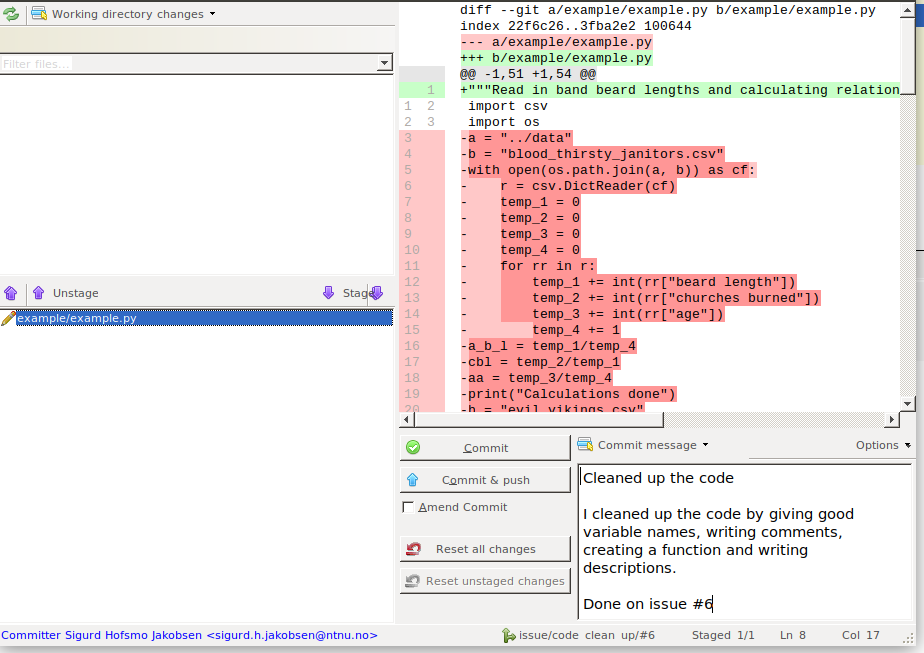 Working directory changes
Filter files...
Unstage
Stage
example/example.py
diff --git a/example/example.py b/example/example.py
index 22f6c26..3fba2e2 100644
--- a/example/example.py
+++ b/example/example.py
@@ -1,51 +1,54 @@
1 +"""Read in band beard lengths and calculating relation
1 2 import csv
2 3 import os
3 -a = "../data"
4 -b = "blood_thirsty_janitors.csv"
5 -with open(os.path.join(a, b)) as cf:
6 -    r = csv.DictReader(cf)
7 -    temp_1 = 0
8 -    temp_2 = 0
9 -    temp_3 = 0
10 -    temp_4 = 0
11 -    for rr in r:
12 -        temp_1 += int(rr["beard length"])
13 -        temp_2 += int(rr["churches burned"])
14 -        temp_3 += int(rr["age"])
15 -        temp_4 += 1
16 -a_b_l = temp_1/temp_4
17 -cbl = temp_2/temp_1
18 -aa = temp_3/temp_4
19 -print("Calculations done")
20 -b = "evil_vikings.csv"
Commit
Commit & push
Amend Commit
Reset all changes
Reset unstaged changes
Commit message
Options
Cleaned up the code
I cleaned up the code by giving good
variable names, writing comments,
creating a function and writing
descriptions.
Done on issue #6
Committer Sigurd Hofsmo Jakobsen <sigurd.h.jakobsen@ntnu.no>
issue/code_clean_up/#6
Staged 1/1
Ln 8
Col 17